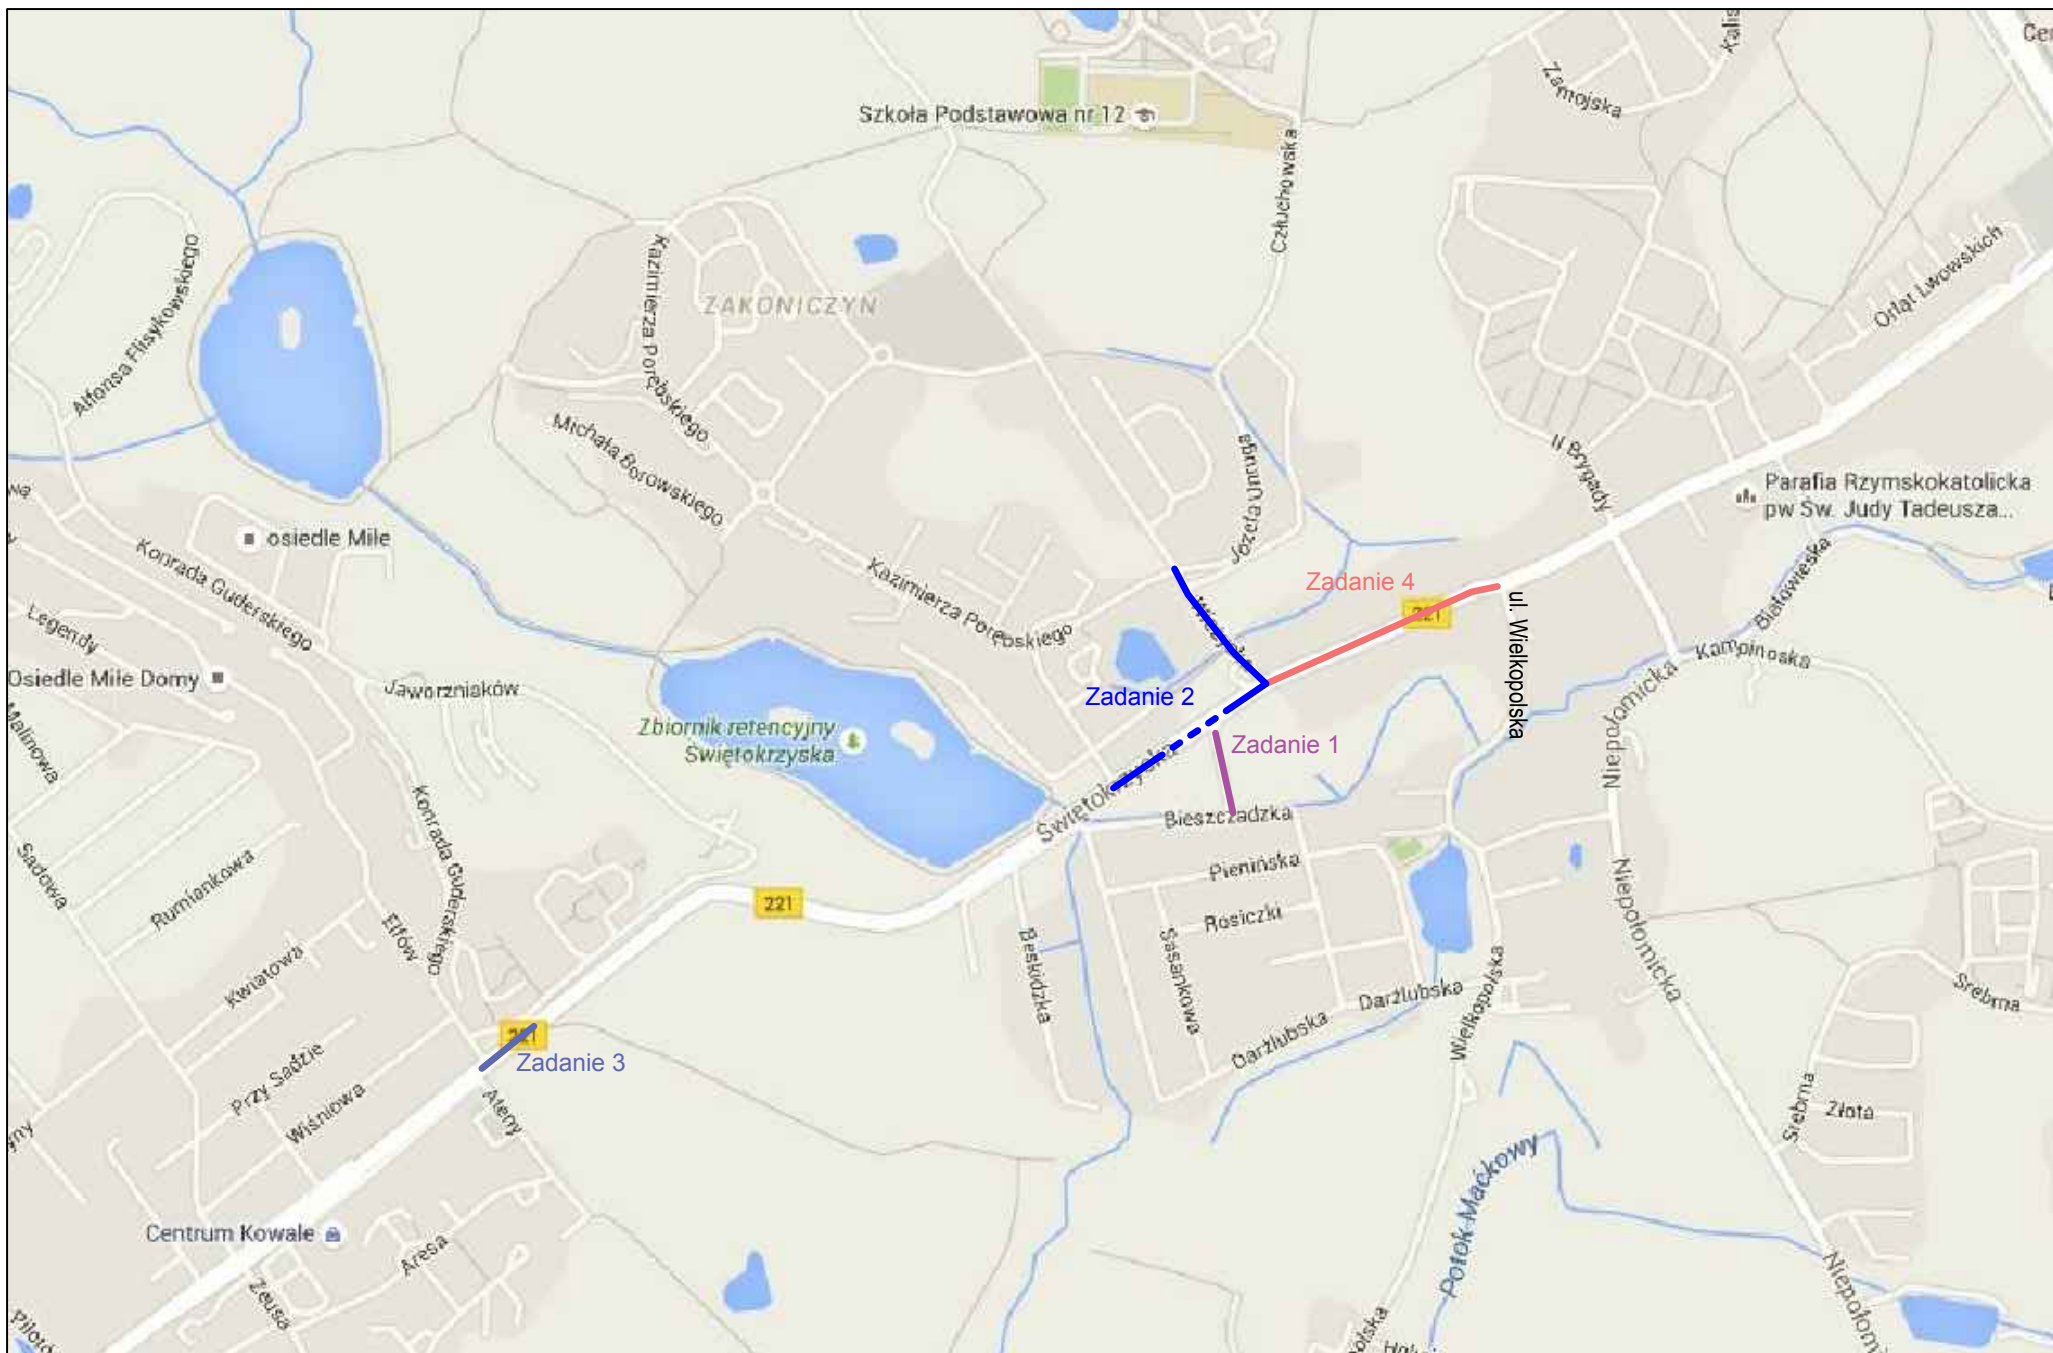 Szkoła Podstawowa nr 12
Zamojska
Człuchowska
Alfonsa Flisykowskiego
Kazimierza Porębskiego
ZAKONICZYN
Orląt Lwowskich
Michała Borowskiego
Józefa Unruga
II Brygady
Parafia Rzymskokatolicka
pw Św. Judy Tadeusza...
osiedle Miłe
Konrada Guderskiego
Kazimierza Porębskiego
Zadanie 4
221
ul. Wielkopolska
Białowieska
Kampinoska
Legendy
Osiedle Miłe Domy
Jaworzniaków
Zadanie 2
Niepołomicka
Malinowa
Zbiornik retencyjny
Świętokrzyska
Zadanie 1
Świętokrzyska
Bieszczadzka
Konrada Guderskiego
Sadowa
Rumiankowa
Pienińska
Rosiczki
221
Elfów
Beskidzka
Sasankowa
Niepołomicka
Kwiatowa
Darżlubska
Darżlubska
Wielkopolska
Srebrna
221
Zadanie 3
Przy Sadzie
Wiśniowa
Ateny
Srebrna
Złota
Potok Maćkowy
Centrum Kowale
Aresa
Zeusa